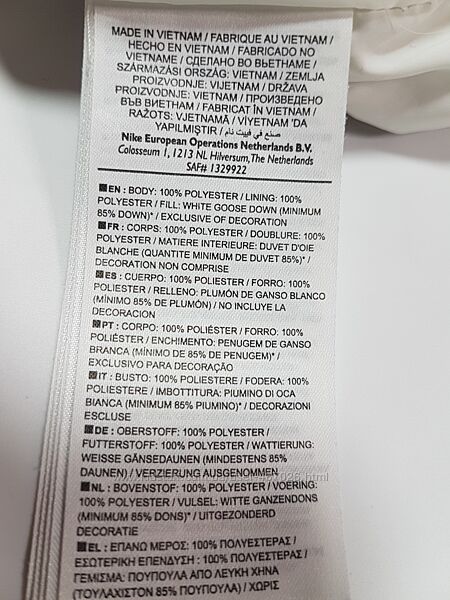 MADE IN VIETNAM / FABRIQUE AU VIETNAM /
HECHO EN VIETNAM / FABRICADO NO
VIETNAME / СДЕЛАНО ВО ВЬЕТНАМЕ /
SZÁRMAZÁSI ORSZÁG: VIETNAM / ZEMLJA
PROIZVODNJE: VIJETNAM / DRŽAVA
PROIZVODNJE: VIETNAM / ПРОИЗВЕДЕНО
ВЪВ ВИЕТНАМ / FABRICAT ÎN VIETNAM /
RAŽOTS: VJETNAMĀ / VİYETNAM 'DA
YAPILMIŞTIR / صنع في فييت نام
Nike European Operations Netherlands B.V.
Colosseum 1, 1213 NL Hilversum, The Netherlands
SAF# 1329922
EN : BODY: 100% POLYESTER / LINING: 100%
POLYESTER / FILL: WHITE GOOSE DOWN (MINIMUM
85% DOWN)* / EXCLUSIVE OF DECORATION
FR : CORPS: 100% POLYESTER / DOUBLURE: 100%
POLYESTER / MATIERE INTERIEURE: DUVET D'OIE
BLANCHE (QUANTITE MINIMUM DE DUVET 85%)* /
DECORATION NON COMPRISE
ES : CUERPO: 100% POLIESTER / FORRO: 100%
POLIESTER / RELLENO: PLUMÓN DE GANSO BLANCO
(MÍNIMO 85% DE PLUMÓN) / NO INCLUYE LA
DECORACION
PT : CORPO: 100% POLIÉSTER / FORRO: 100%
POLIÉSTER / ENCHIMENTO: PENUGEM DE GANSO
BRANCA (MÍNIMO DE 85% DE PENUGEM)* /
EXCLUSIVO PARA DECORAÇÃO
IT : BUSTO: 100% POLIESTERE / FODERA: 100%
POLIESTERE / IMBOTTITURA: PIUMINO DI OCA
BIANCA (MINIMUM 85% PIUMINO)* / DECORAZIONI
ESCLUSE
DE : OBERSTOFF: 100% POLYESTER /
FUTTERSTOFF: 100% POLYESTER / WATTIERUNG:
WEISSE GÄNSEDAUNEN (MINDESTENS 85%
DAUNEN) / VERZIERUNG AUSGENOMMEN
NL : BOVENSTOF: 100% POLYESTER / VOERING:
100% POLYESTER / VULSEL: WITTE GANZENDONS
(MINIMUM 85% DONS)* / UITGEZONDERD
DECORATIE
EL : ΕΠΑΝΩ ΜΕΡΟΣ: 100% ΠΟΛΥΕΣΤΕΡΑΣ /
ΕΣΩΤΕΡΙΚΗ ΕΠΕΝΔΥΣΗ : 100% ΠΟΛΥΕΣΤΕΡΑΣ /
ΓΕΜΙΣΜΑ: ΠΟΥΠΟΥΛΑ ΑΠΟ ΛΕΥΚΗ ΧΗΝΑ
(ΤΟΥΛΑΧΙΣΤΟΝ 85% ΠΟΥΠΟΥΛΑ) / ΧΩΡΙΣ